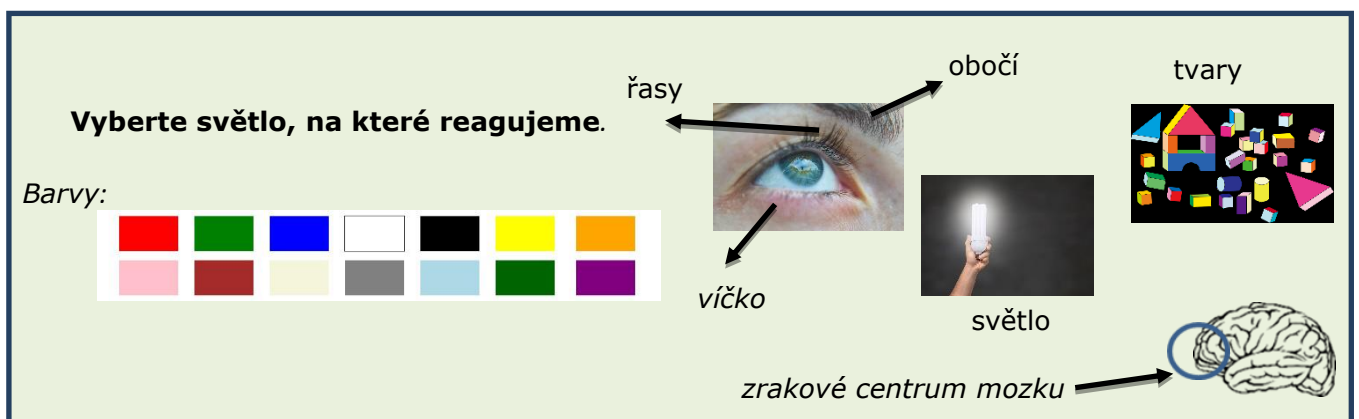 obočí
tvary
řasy
Vyberte světlo, na které reagujeme.
Barvy:
víčko
světlo
zrakové centrum mozku